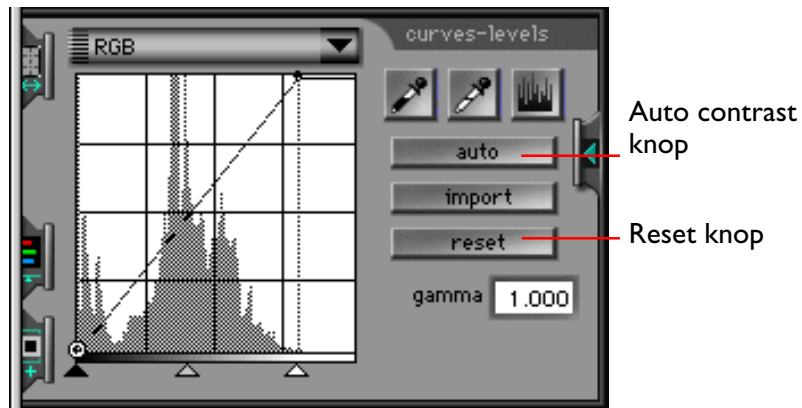 RGB
curves-levels
auto
import
reset
gamma 1.000
Auto contrast
knop
Reset knop